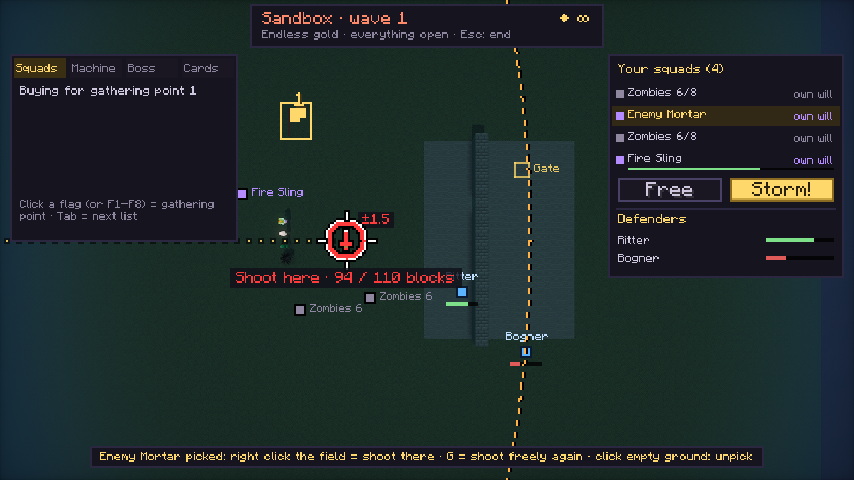 Sandbox · wave 1
Endless gold · everything open · Esc: end
Squads Machine Boss Cards
Buying for gathering point 1
Click a flag (or F1-F8) = gathering
point · Tab = next list
1
Fire Sling
±1.5
Shoot here · 94 / 110 blocks
Zombies 6
Zombies 6
Gate
Bogner
Your squads (4)
Zombies 6/8 own will
Enemy Mortar own will
Zombies 6/8 own will
Fire Sling own will
Free Storm!
Defenders
Ritter
Bogner
Enemy Mortar picked: right click the field = shoot there · G = shoot freely again · click empty ground: unpick